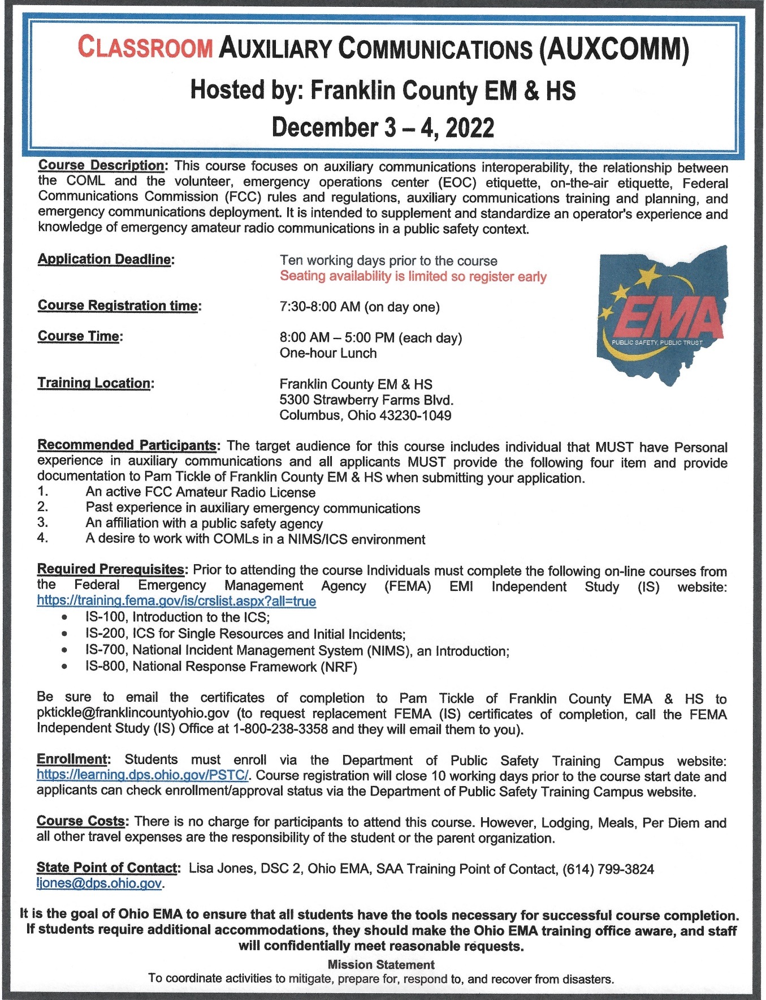 CLASSROOM AUXILIARY COMMUNICATIONS (AUXCOMM)
Hosted by: Franklin County EM & HS
December 3 – 4, 2022
Course Description: This course focuses on auxiliary communications interoperability, the relationship between
the COML and the volunteer, emergency operations center (EOC) etiquette, on-the-air etiquette, Federal
Communications Commission (FCC) rules and regulations, auxiliary communications training and planning, and
emergency communications deployment. It is intended to supplement and standardize an operator's experience and
knowledge of emergency amateur radio communications in a public safety context.
Application Deadline: Ten working days prior to the course
Seating availability is limited so register early
Course Registration time: 7:30-8:00 AM (on day one)
Course Time: 8:00 AM – 5:00 PM (each day)
One-hour Lunch
EMA
PUBLIC SAFETY, PUBLIC TRUST
Training Location: Franklin County EM & HS
5300 Strawberry Farms Blvd.
Columbus, Ohio 43230-1049
Recommended Participants: The target audience for this course includes individual that MUST have Personal
experience in auxiliary communications and all applicants MUST provide the following four item and provide
documentation to Pam Tickle of Franklin County EM & HS when submitting your application.
1. An active FCC Amateur Radio License
2. Past experience in auxiliary emergency communications
3. An affiliation with a public safety agency
4. A desire to work with COMLs in a NIMS/ICS environment
Required Prerequisites: Prior to attending the course Individuals must complete the following on-line courses from
the Federal Emergency Management Agency (FEMA) EMI Independent Study (IS) website:
https://training.fema.gov/is/crslist.aspx?all=true
• IS-100, Introduction to the ICS;
• IS-200, ICS for Single Resources and Initial Incidents;
• IS-700, National Incident Management System (NIMS), an Introduction;
• IS-800, National Response Framework (NRF)
Be sure to email the certificates of completion to Pam Tickle of Franklin County EMA & HS to
pktickle@franklincountyohio.gov (to request replacement FEMA (IS) certificates of completion, call the FEMA
Independent Study (IS) Office at 1-800-238-3358 and they will email them to you).
Enrollment: Students must enroll via the Department of Public Safety Training Campus website:
https://learning.dps.ohio.gov/PSTC/. Course registration will close 10 working days prior to the course start date and
applicants can check enrollment/approval status via the Department of Public Safety Training Campus website.
Course Costs: There is no charge for participants to attend this course. However, Lodging, Meals, Per Diem and
all other travel expenses are the responsibility of the student or the parent organization.
State Point of Contact: Lisa Jones, DSC 2, Ohio EMA, SAA Training Point of Contact, (614) 799-3824
ljones@dps.ohio.gov.
It is the goal of Ohio EMA to ensure that all students have the tools necessary for successful course completion.
If students require additional accommodations, they should make the Ohio EMA training office aware, and staff
will confidentially meet reasonable requests.
Mission Statement
To coordinate activities to mitigate, prepare for, respond to, and recover from disasters.